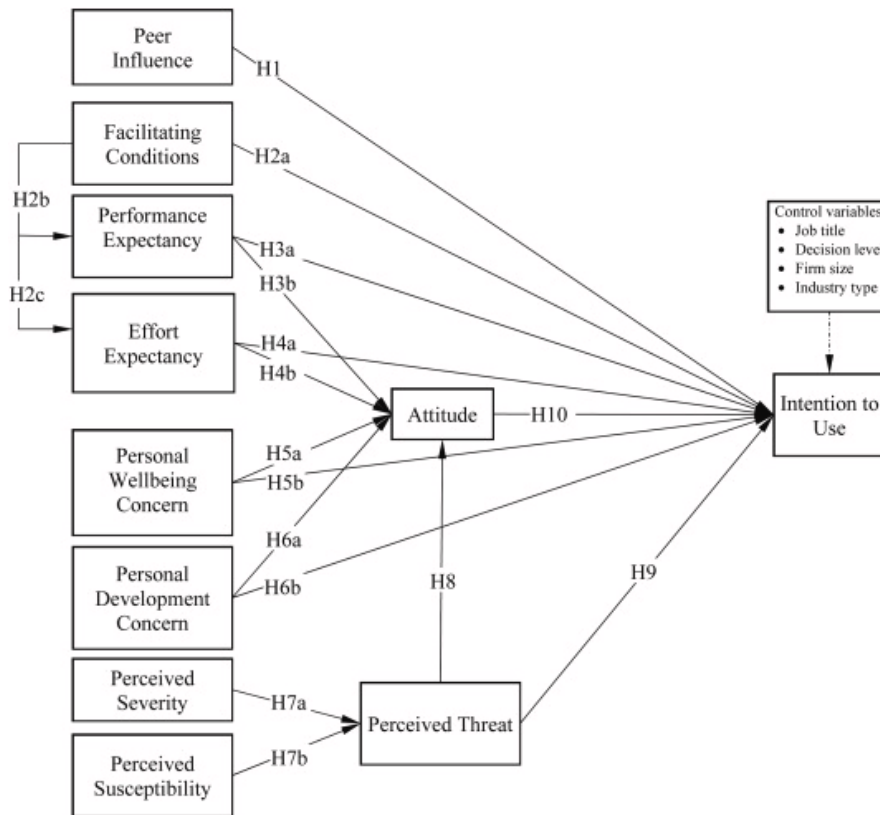 Peer
Influence
H1
Facilitating
Conditions
H2a
H2b
Performance
Expectancy
H3a
H3b
H2c
Effort
Expectancy
H4a
H4b
Control variables
Job title
Decision level
Firm size
Industry type
Attitude
H10
Intention to
Use
Personal
Wellbeing
Concern
H5a
H5b
Personal
Development
Concern
H6a
H6b
H8
H9
Perceived
Severity
H7a
Perceived Threat
Perceived
Susceptibility
H7b